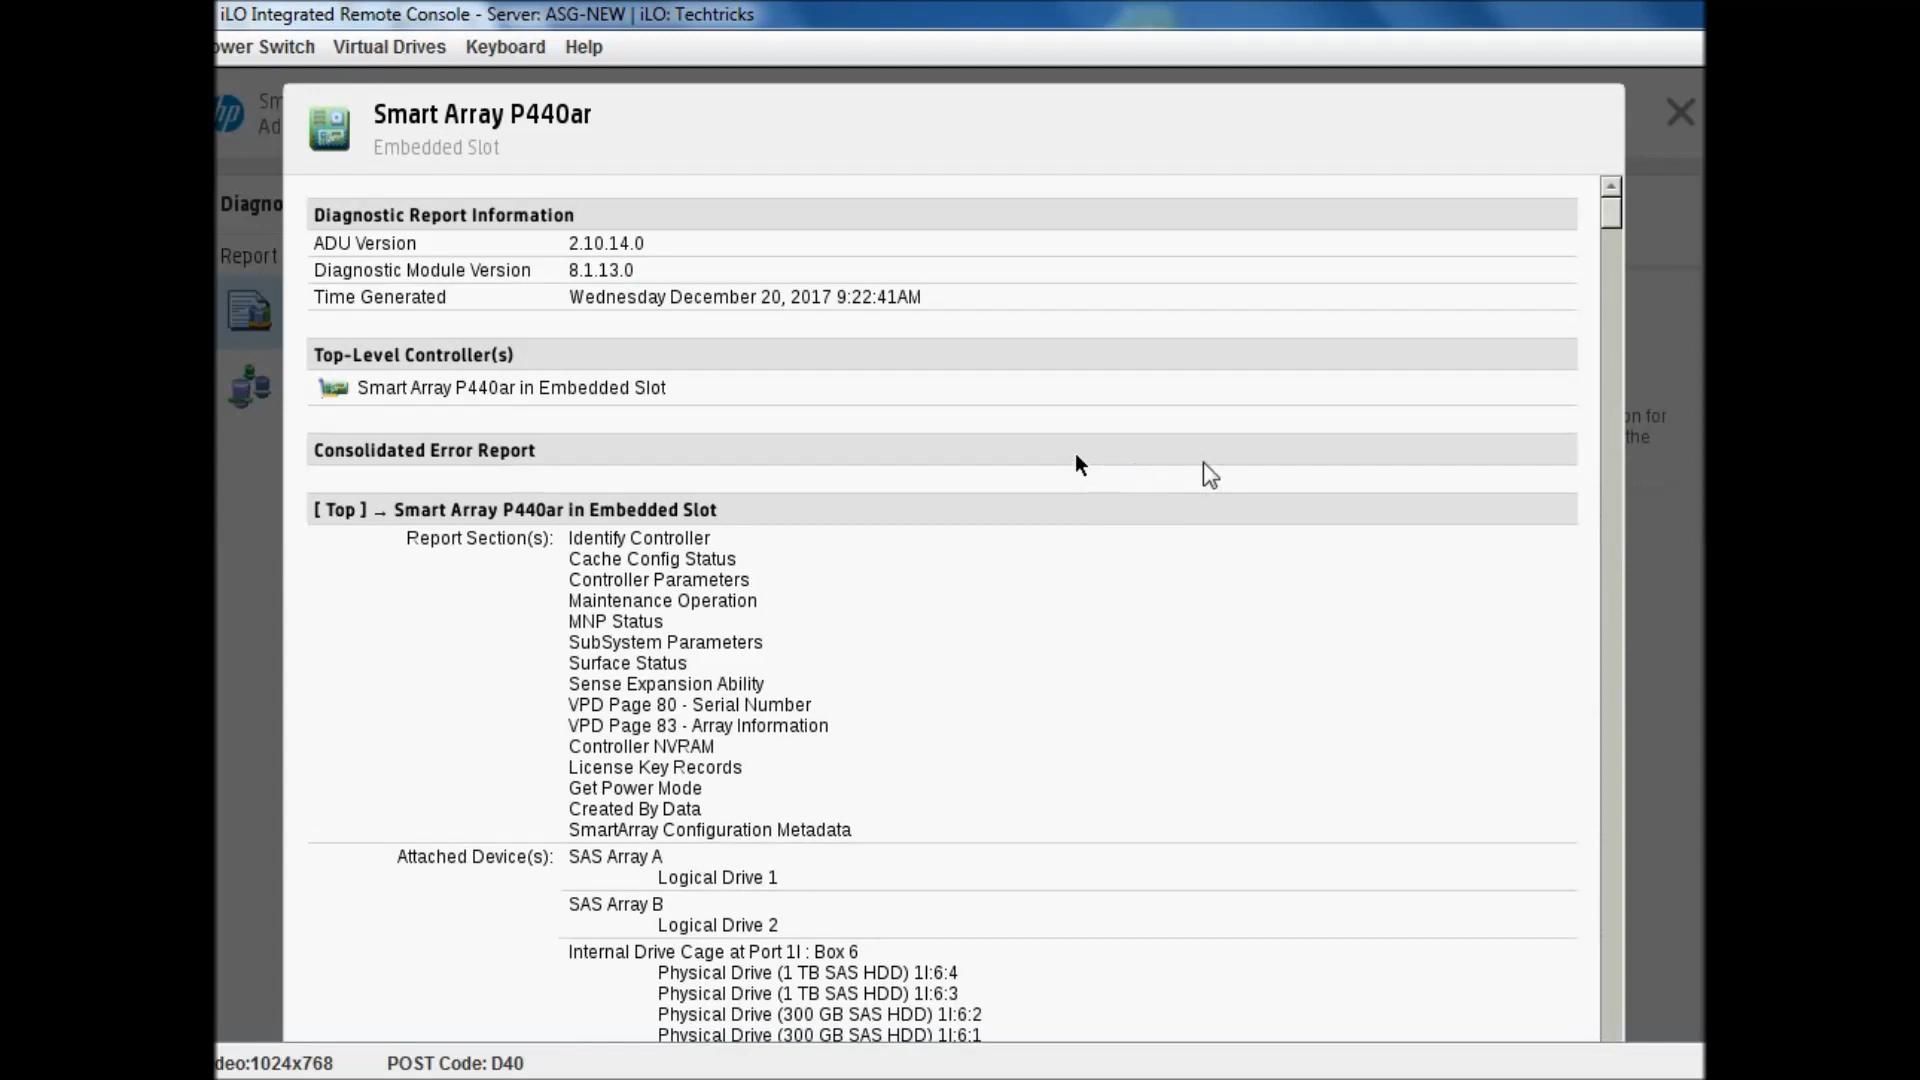 iLO Integrated Remote Console - Server: ASG-NEW | iLO: Techtricks
ower Switch Virtual Drives Keyboard Help
hp
Sm
Ad
Smart Array P440ar
Embedded Slot
Diagno
Report
on for
the
Diagnostic Report Information
ADU Version 2.10.14.0
Diagnostic Module Version 8.1.13.0
Time Generated Wednesday December 20, 2017 9:22:41AM
Top-Level Controller(s)
Smart Array P440ar in Embedded Slot
Consolidated Error Report
[ Top ] → Smart Array P440ar in Embedded Slot
Report Section(s): Identify Controller
Cache Config Status
Controller Parameters
Maintenance Operation
MNP Status
SubSystem Parameters
Surface Status
Sense Expansion Ability
VPD Page 80 - Serial Number
VPD Page 83 - Array Information
Controller NVRAM
License Key Records
Get Power Mode
Created By Data
SmartArray Configuration Metadata
Attached Device(s): SAS Array A
Logical Drive 1
SAS Array B
Logical Drive 2
Internal Drive Cage at Port 1I : Box 6
Physical Drive (1 TB SAS HDD) 1I:6:4
Physical Drive (1 TB SAS HDD) 1I:6:3
Physical Drive (300 GB SAS HDD) 1I:6:2
Physical Drive (300 GB SAS HDD) 1I:6:1
deo:1024x768 POST Code: D40